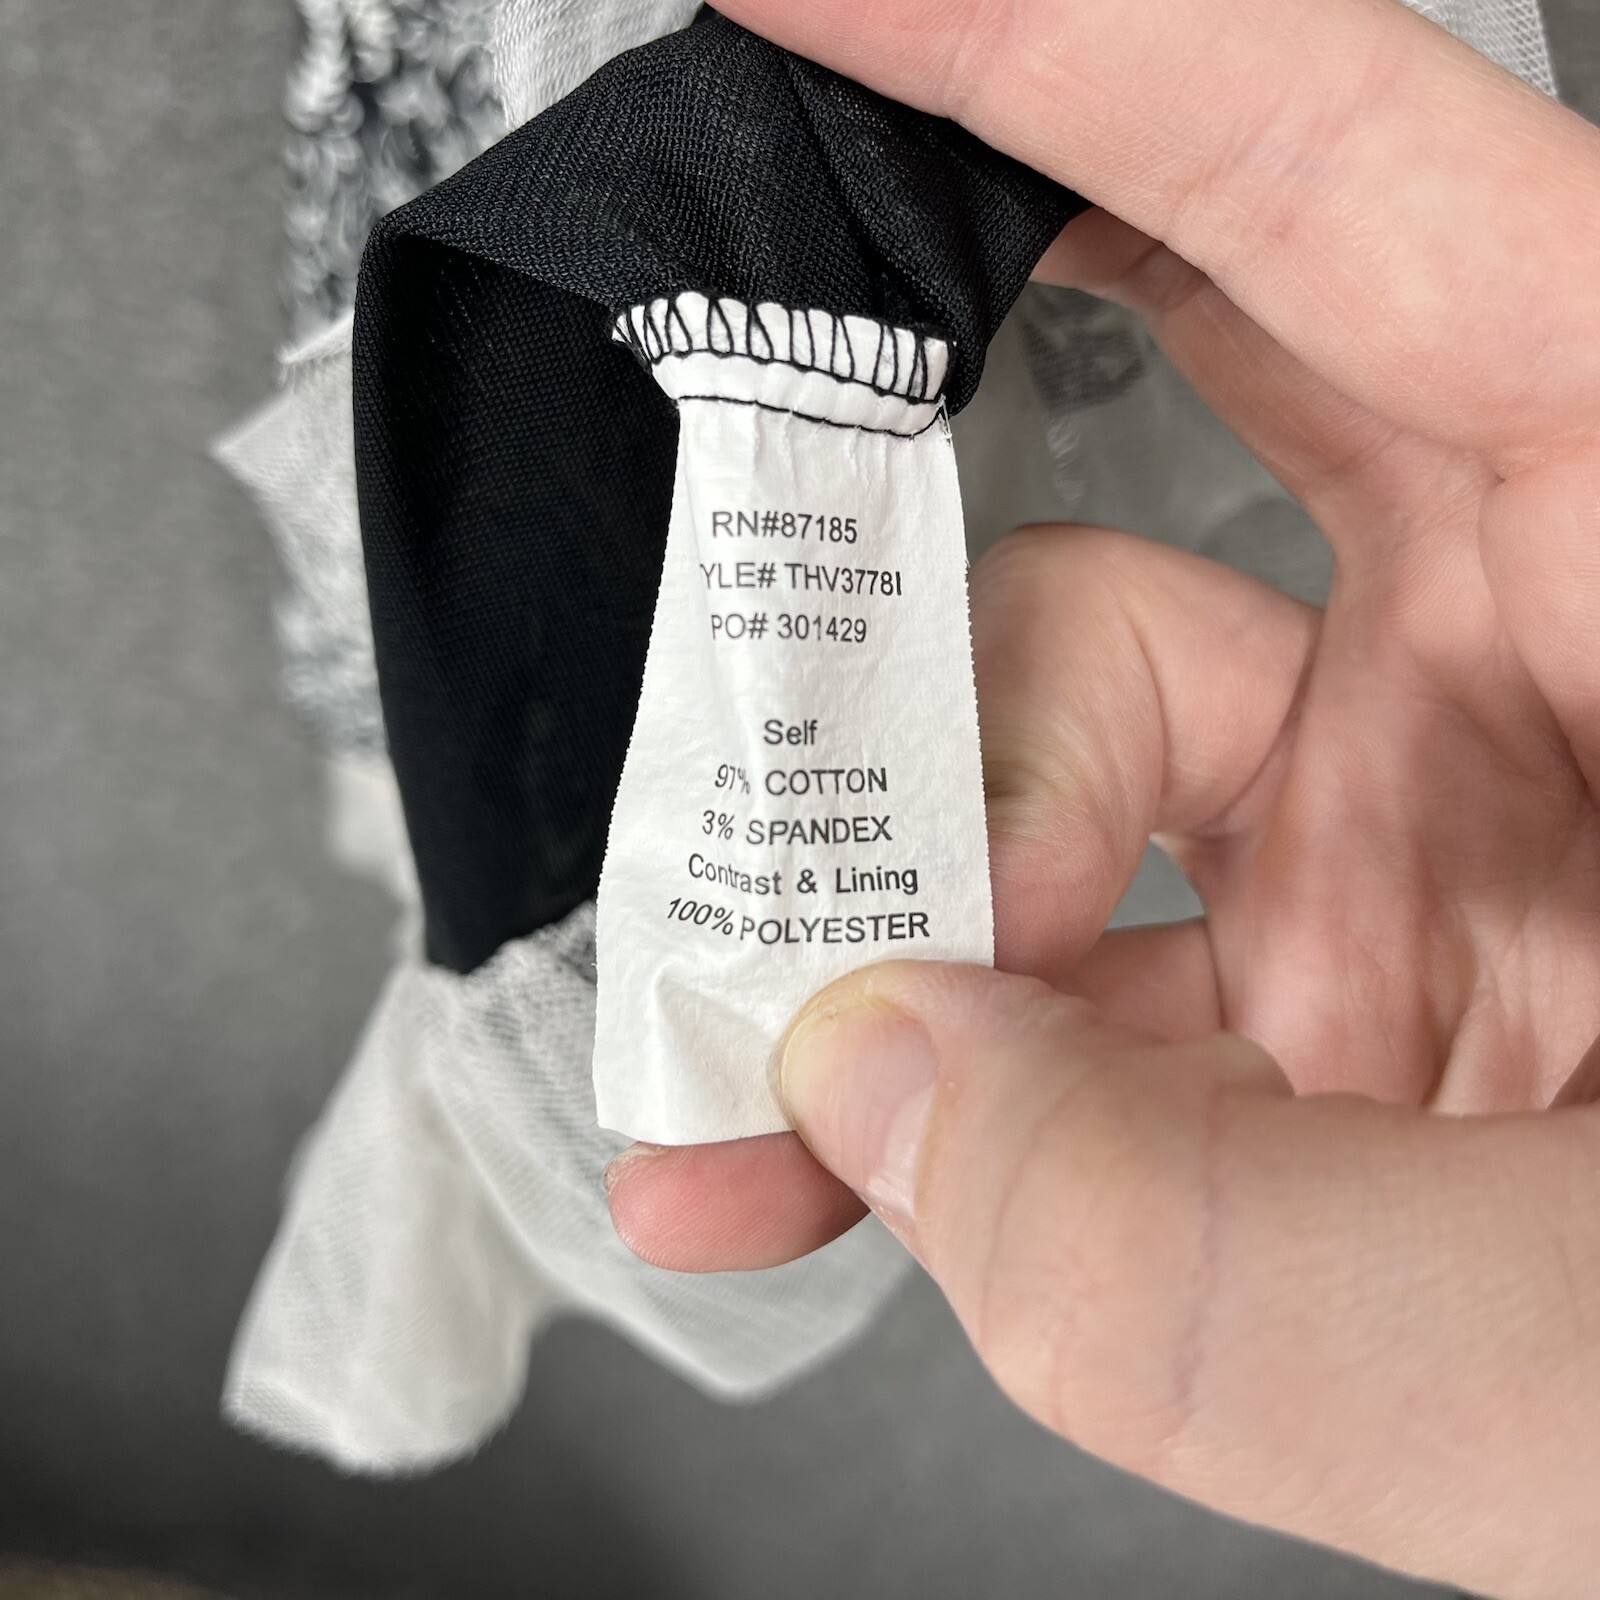 RN#87185
YLE# THV3778I
PO# 301429
Self
97% COTTON
3% SPANDEX
Contrast & Lining
100% POLYESTER